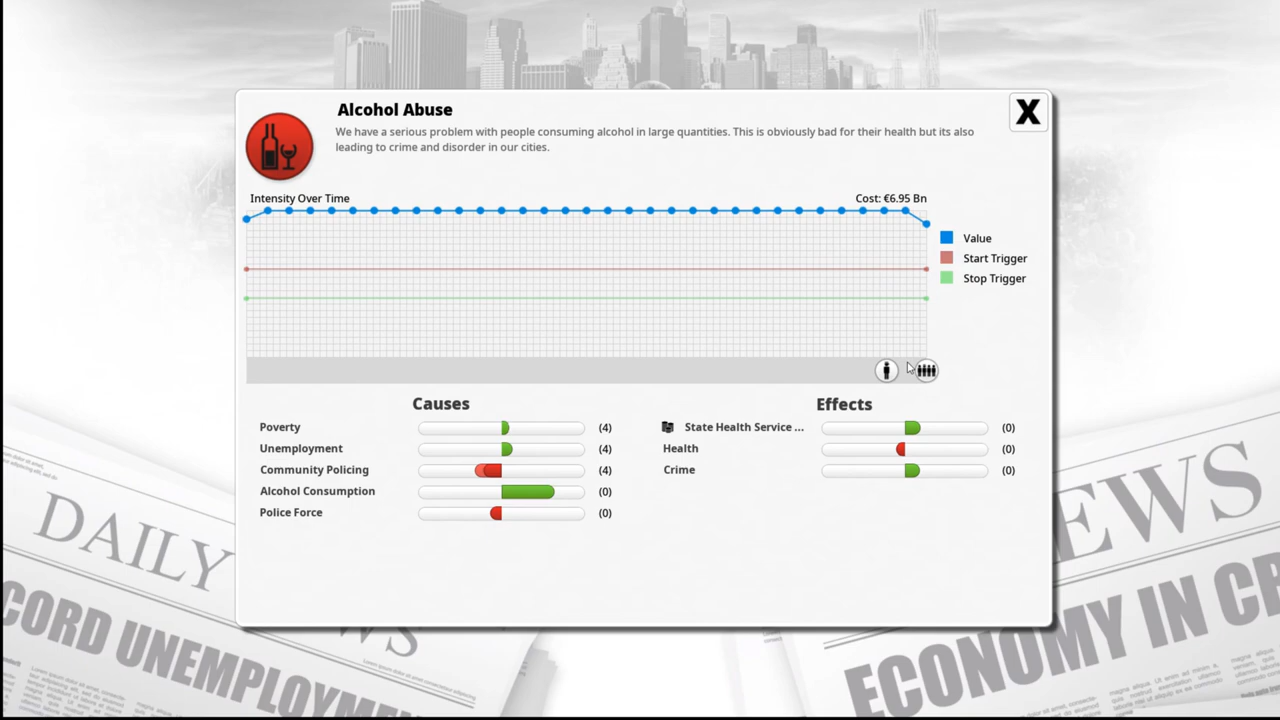 Alcohol Abuse
X
We have a serious problem with people consuming alcohol in large quantities. This is obviously bad for their health but its also
leading to crime and disorder in our cities.
Intensity Over Time
Cost: €6.95 Bn
Value
Start Trigger
Stop Trigger
Causes
Effects
Poverty (4)
State Health Service ... (0)
Unemployment (4)
Health (0)
Community Policing (4)
Crime (0)
Alcohol Consumption (0)
Police Force (0)
DAILY
NEWS
EWS
CORD UNEMPLOYME
ECONOMY IN CR